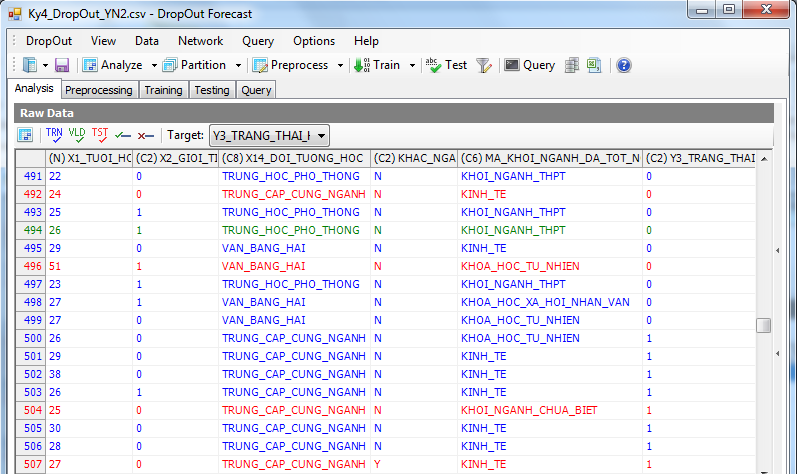 Ky4_DropOut_YN2.csv - DropOut Forecast
DropOut View Data Network Query Options Help
Analyze Partition Preprocess Train Test Query
Analysis Preprocessing Training Testing Query
Raw Data
TRN VLD TST Target: Y3_TRANG_THAI_H
(N) X1_TUOI_HO (C2) X2_GIOI_TI (C8) X14_DOI_TUONG_HOC (C2) KHAC_NGA (C6) MA_KHOI_NGANH_DA_TOT_N (C2) Y3_TRANG_THAI
491 22 0 TRUNG_HOC_PHO_THONG N KHOI_NGANH_THPT 0
492 24 0 TRUNG_CAP_CUNG_NGANH N KINH_TE 0
493 25 1 TRUNG_HOC_PHO_THONG N KHOI_NGANH_THPT 0
494 26 1 TRUNG_HOC_PHO_THONG N KHOI_NGANH_THPT 0
495 29 0 VAN_BANG_HAI N KINH_TE 0
496 51 1 VAN_BANG_HAI N KHOA_HOC_TU_NHIEN 0
497 23 1 TRUNG_HOC_PHO_THONG N KHOI_NGANH_THPT 0
498 27 1 VAN_BANG_HAI N KHOA_HOC_XA_HOI_NHAN_VAN 0
499 27 0 VAN_BANG_HAI N KHOA_HOC_TU_NHIEN 0
500 26 0 TRUNG_CAP_CUNG_NGANH N KHOA_HOC_TU_NHIEN 1
501 29 0 TRUNG_CAP_CUNG_NGANH N KINH_TE 1
502 38 0 TRUNG_CAP_CUNG_NGANH N KINH_TE 1
503 26 1 TRUNG_CAP_CUNG_NGANH N KINH_TE 1
504 25 0 TRUNG_CAP_CUNG_NGANH N KHOI_NGANH_CHUA_BIET 1
505 30 0 TRUNG_CAP_CUNG_NGANH N KINH_TE 1
506 28 0 TRUNG_CAP_CUNG_NGANH N KINH_TE 1
507 27 0 TRUNG_CAP_CUNG_NGANH Y KINH_TE 1